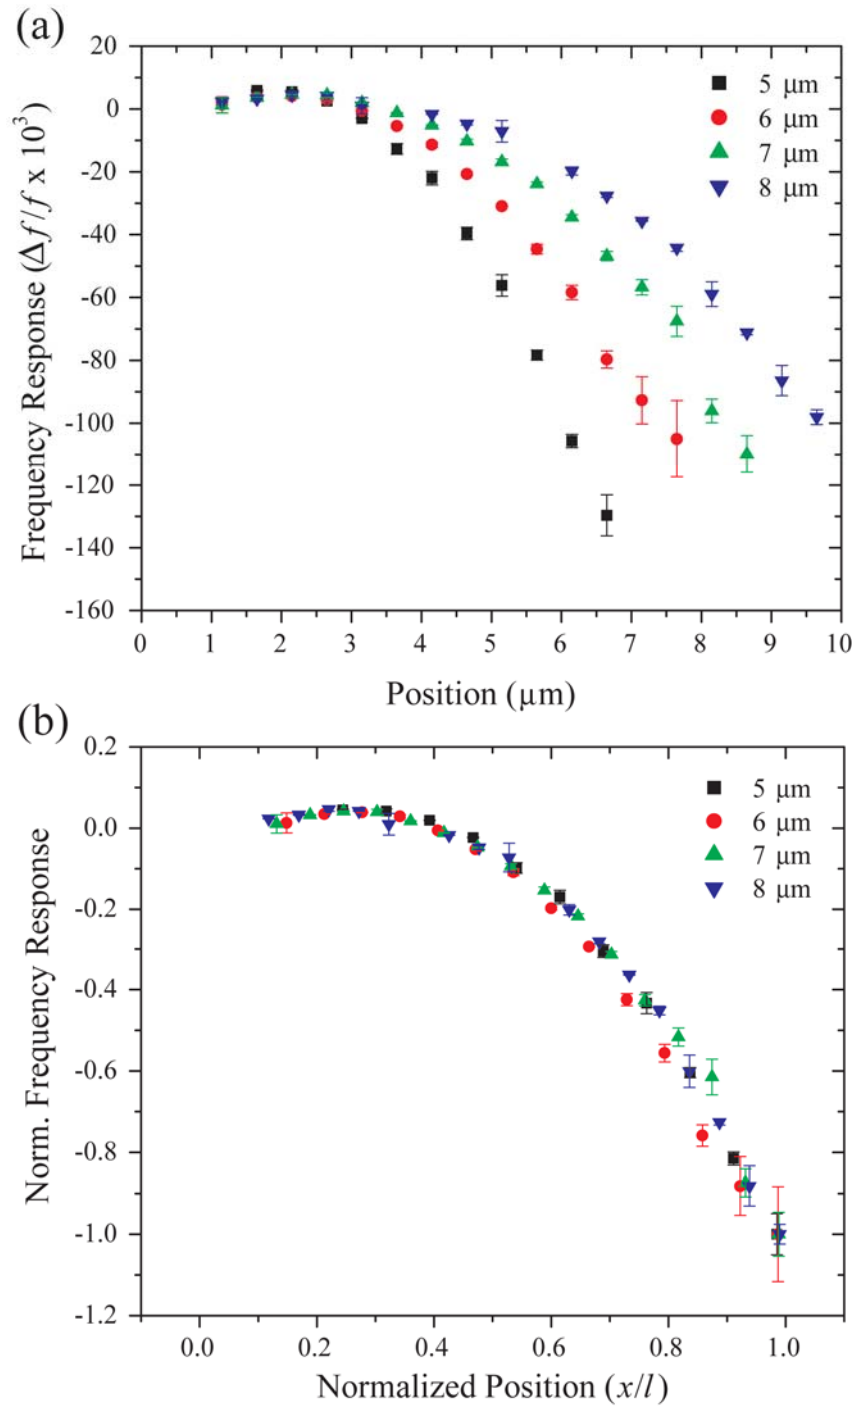 (a)
20
0
-20
-40
-60
-80
-100
-120
-140
-160
Frequency Response (Δf/f x 10³)
5 µm
6 µm
7 µm
8 µm
0 1 2 3 4 5 6 7 8 9 10
Position (µm)
(b)
0.2
0.0
-0.2
-0.4
-0.6
-0.8
-1.0
-1.2
Norm. Frequency Response
5 µm
6 µm
7 µm
8 µm
0.0 0.2 0.4 0.6 0.8 1.0
Normalized Position (x/l)